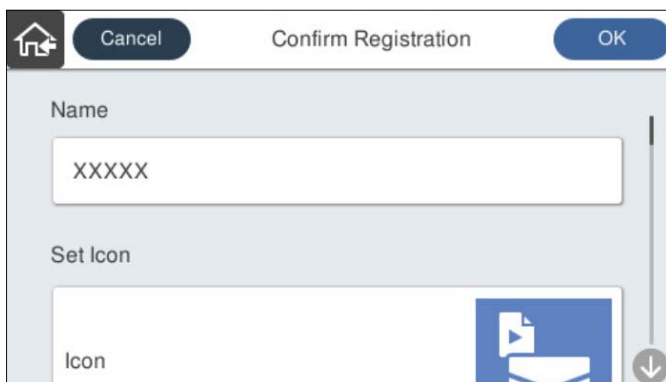 Cancel Confirm Registration OK
Name
XXXXX
Set Icon
Icon